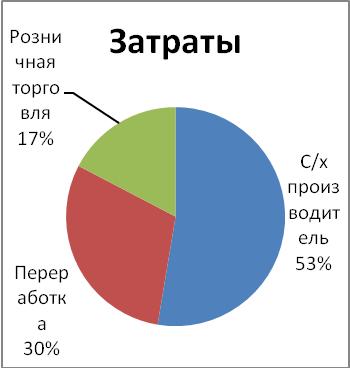 Затраты
Розни
чная
торго
вля
17%
С/х
произ
водит
ель
53%
Перер
аботк
а
30%